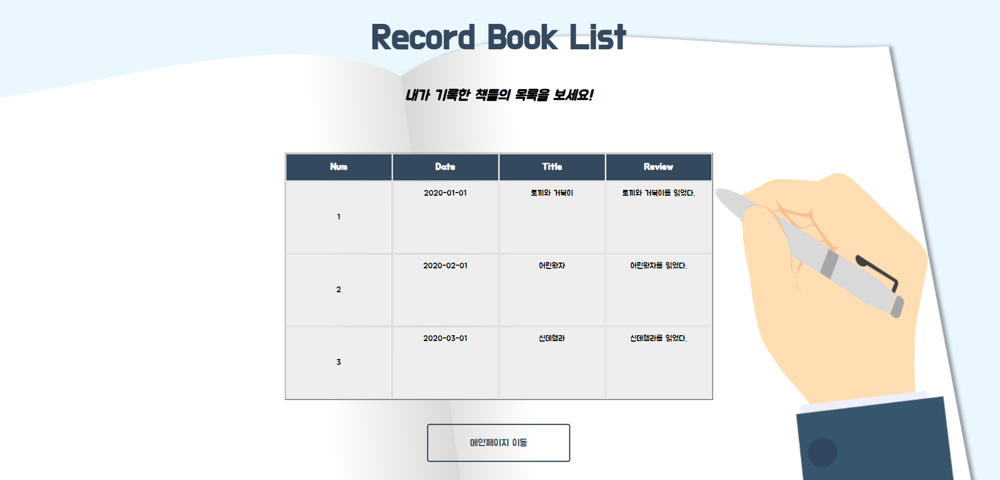 Record Book List
내가 기록한 책들의 목록을 보세요!
Num Date Title Review
1 2020-01-01 토끼와 거북이 토끼와 거북이를 읽었다.
2 2020-02-01 어린왕자 어린왕자를 읽었다.
3 2020-03-01 신데렐라 신데렐라를 읽었다.
메인페이지 이동